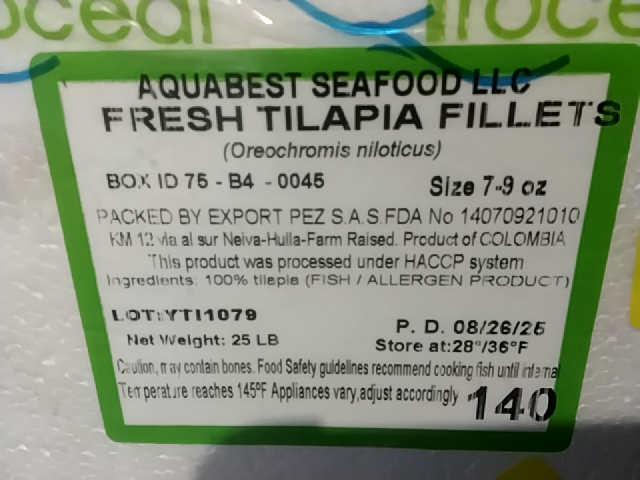 oceal
rocea
AQUABEST SEAFOOD LLC
FRESH TILAPIA FILLETS
(Oreochromis niloticus)
BOX ID 75 - B4 - 0045
Size 7-9 oz
PACKED BY EXPORT PEZ S.A.S.FDA No 14070921010
KM 12 via al sur Neiva-Hulla-Farm Raised. Product of COLOMBIA
This product was processed under HACCP system
Ingredients: 100% tilapia (FISH / ALLERGEN PRODUCT)
LOT:YTI1079
P. D. 08/26/25
Net Weight: 25 LB
Store at:28°/36°F
Caution, may contain bones. Food Safety guidelines recommend cooking fish until internal
Temperature reaches 145ºF Appliances vary,adjust accordingly
140